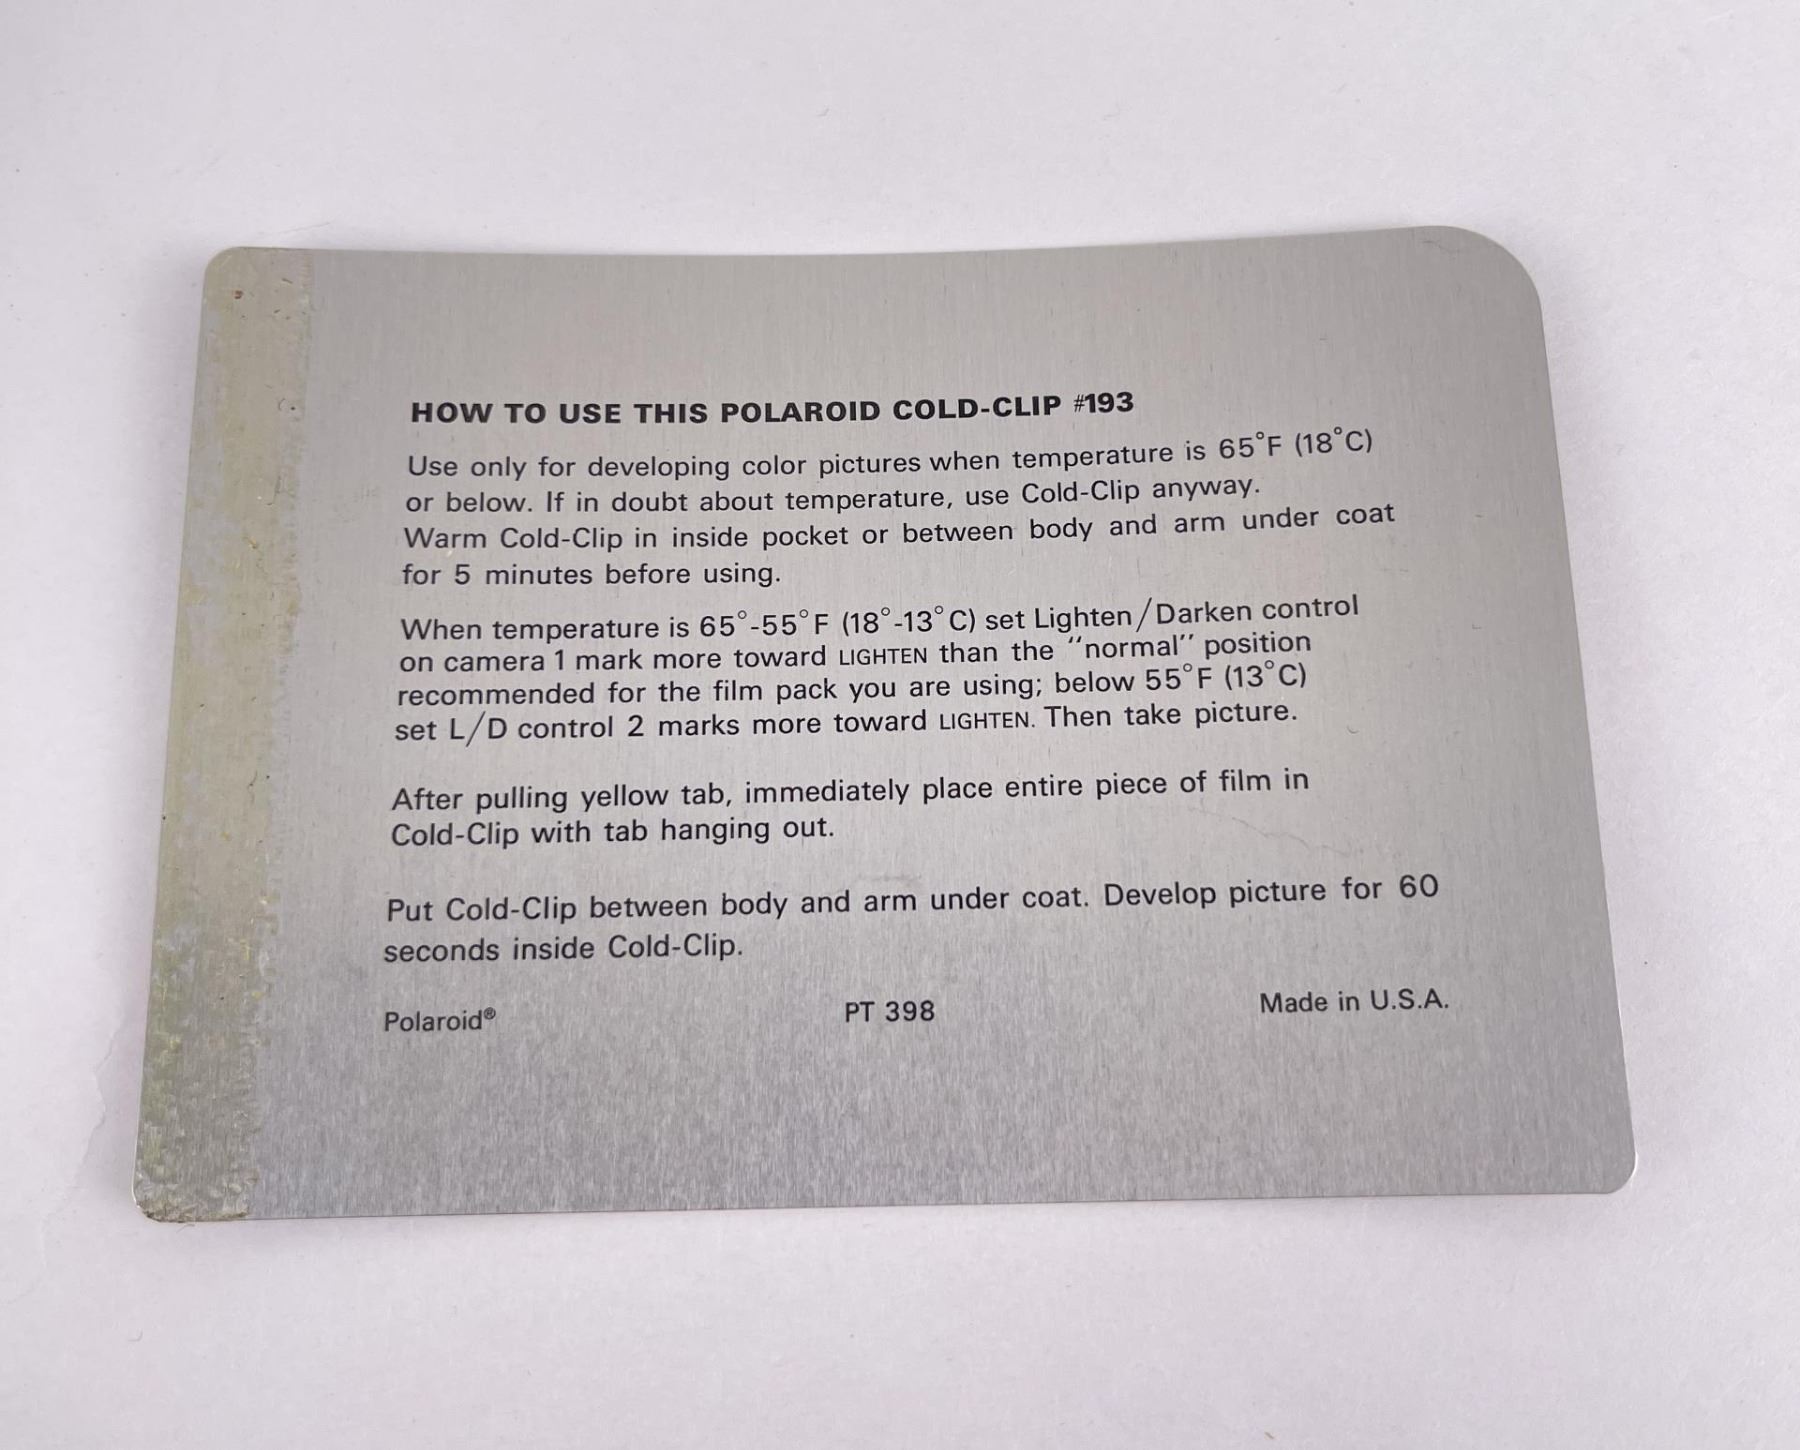 HOW TO USE THIS POLAROID COLD-CLIP #193
Use only for developing color pictures when temperature is 65°F (18°C)
or below. If in doubt about temperature, use Cold-Clip anyway.
Warm Cold-Clip in inside pocket or between body and arm under coat
for 5 minutes before using.
When temperature is 65°-55°F (18°-13°C) set Lighten/Darken control
on camera 1 mark more toward LIGHTEN than the "normal" position
recommended for the film pack you are using; below 55°F (13°C)
set L/D control 2 marks more toward LIGHTEN. Then take picture.
After pulling yellow tab, immediately place entire piece of film in
Cold-Clip with tab hanging out.
Put Cold-Clip between body and arm under coat. Develop picture for 60
seconds inside Cold-Clip.
Polaroid® PT 398 Made in U.S.A.